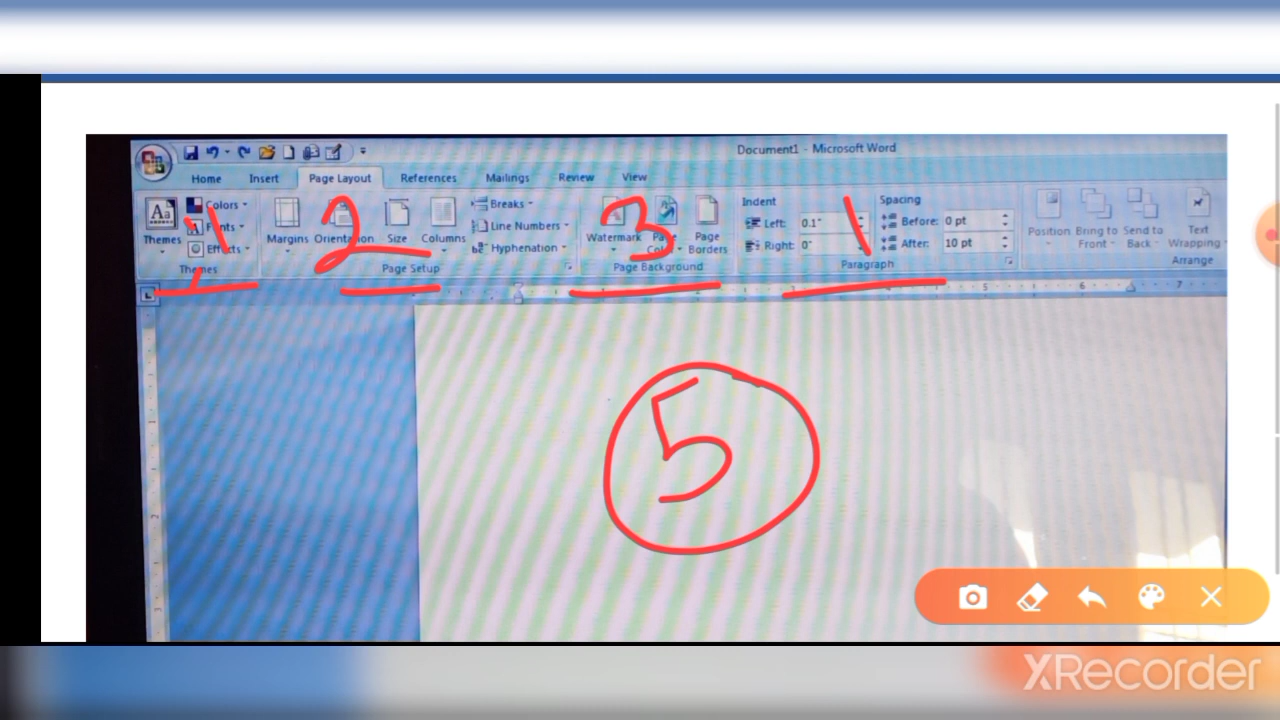 Document1 - Microsoft Word
Home Insert Page Layout References Mailings Review View
Colors
Fonts
Effects
Themes
Themes
Margins Orientation Size Columns
Breaks
Line Numbers
Hyphenation
Page Setup
Watermark Page Color Page Borders
Page Background
Indent
Left: 0.1"
Right: 0"
Spacing
Before: 0 pt
After: 10 pt
Paragraph
Position Bring to Front Send to Back Text Wrapping
Arrange
1 2 3 1
5
XRecorder